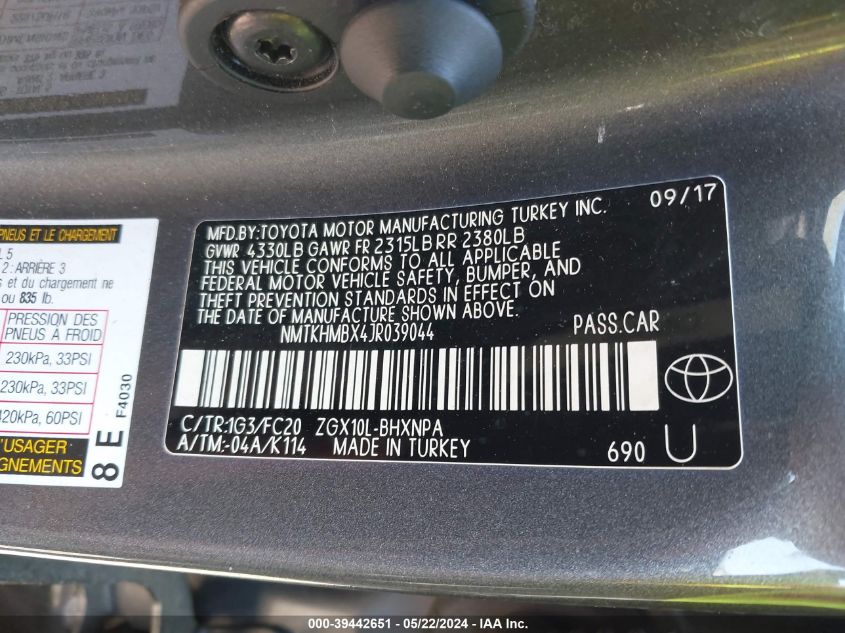 PNEUS ET LE CHARGEMENT
L 5
2 : ARRIÈRE 3
s et du chargement ne
ou 835 lb.
PRESSION DES
PNEUS À FROID
230kPa, 33PSI
230kPa, 33PSI
420kPa, 60PSI
'USAGER
GNEMENTS
8 E F4030
09/17
MFD.BY:TOYOTA MOTOR MANUFACTURING TURKEY INC.
GVWR 4330LB GAWR FR 2315LB RR 2380LB
THIS VEHICLE CONFORMS TO ALL APPLICABLE
FEDERAL MOTOR VEHICLE SAFETY, BUMPER, AND
THEFT PREVENTION STANDARDS IN EFFECT ON
THE DATE OF MANUFACTURE SHOWN ABOVE.
NMTKHMBX4JR039044 PASS.CAR
C/TR:1G3/FC20 ZGX10L-BHXNPA
A/TM:-04A/K114 MADE IN TURKEY 690 U
000-39442651 - 05/22/2024 - IAA Inc.